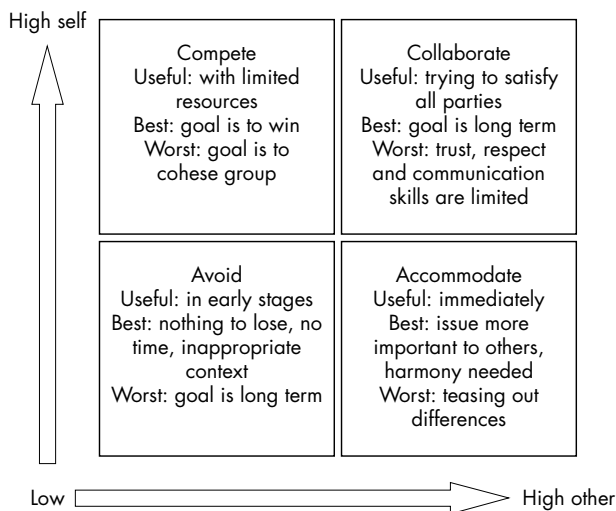 High self
Compete
Useful: with limited
resources
Best: goal is to win
Worst: goal is to
cohese group
Collaborate
Useful: trying to satisfy
all parties
Best: goal is long term
Worst: trust, respect
and communication
skills are limited
Avoid
Useful: in early stages
Best: nothing to lose, no
time, inappropriate
context
Worst: goal is long term
Accommodate
Useful: immediately
Best: issue more
important to others,
harmony needed
Worst: teasing out
differences
Low
High other